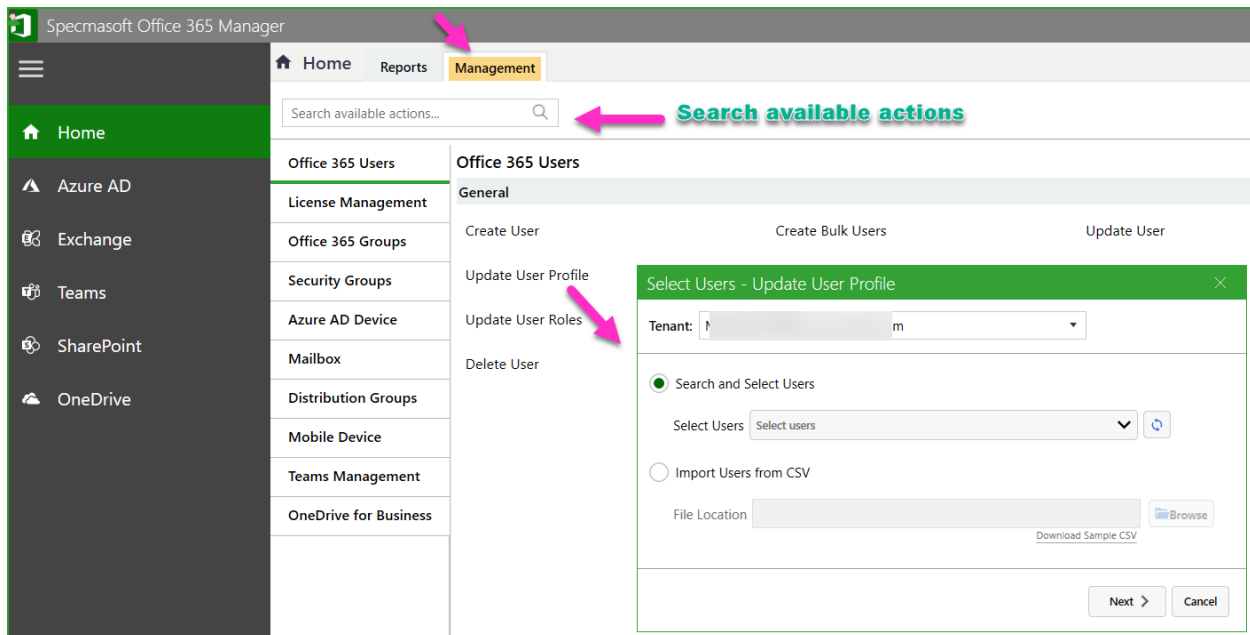 Specmasoft Office 365 Manager
Home Reports Management
Search available actions...
Search available actions
Home
Azure AD
Exchange
Teams
SharePoint
OneDrive
Office 365 Users
License Management
Office 365 Groups
Security Groups
Azure AD Device
Mailbox
Distribution Groups
Mobile Device
Teams Management
OneDrive for Business
Office 365 Users
General
Create User Create Bulk Users Update User
Update User Profile
Update User Roles
Delete User
Select Users - Update User Profile
Tenant:
Search and Select Users
Select Users Select users
Import Users from CSV
File Location Browse
Download Sample CSV
Next Cancel